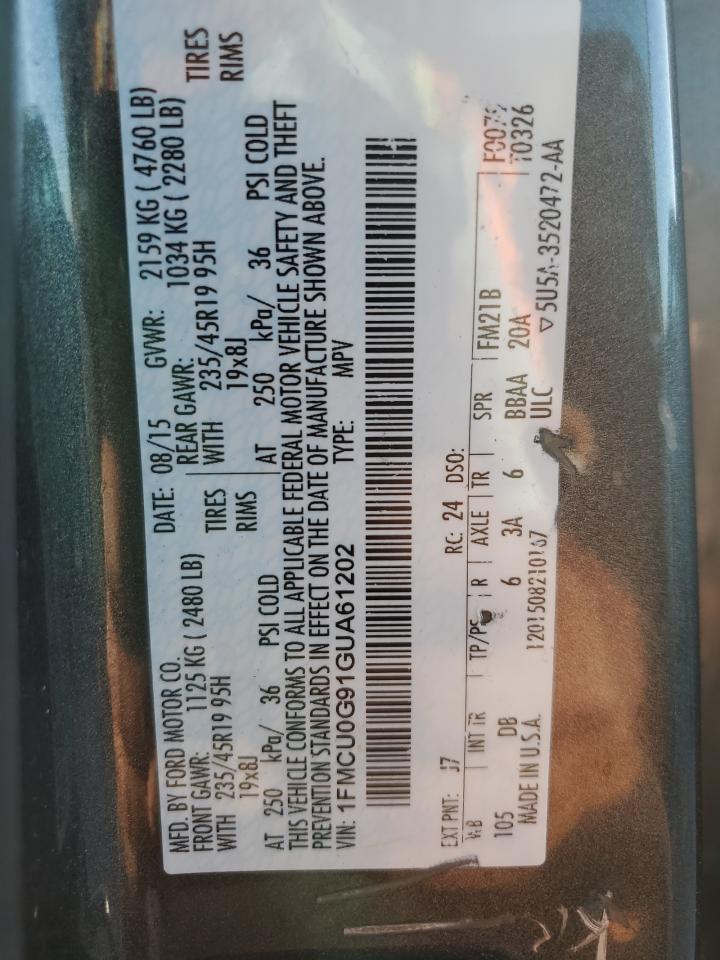 MFD. BY FORD MOTOR CO. DATE: 08/15 GVWR: 2159 KG ( 4760 LB)
FRONT GAWR: 1125 KG ( 2480 LB) REAR GAWR: 1034 KG ( 2280 LB)
WITH 235/45R19 95H TIRES WITH 235/45R19 95H TIRES
19x8J RIMS 19x8J RIMS
AT 250 kPa/ 36 PSI COLD AT 250 kPa/ 36 PSI COLD
THIS VEHICLE CONFORMS TO ALL APPLICABLE FEDERAL MOTOR VEHICLE SAFETY AND THEFT
PREVENTION STANDARDS IN EFFECT ON THE DATE OF MANUFACTURE SHOWN ABOVE.
VIN: 1FMCU0G91GUA61202 TYPE: MPV
EXT PNT: J7 RC: 24 DSO:
WB INT TR TP/PS R AXLE TR SPR FM21B
105 DB 6 3A 6 BBAA 20A T0326
MADE IN U.S.A. ULC ▽5U5A-3520472-AA